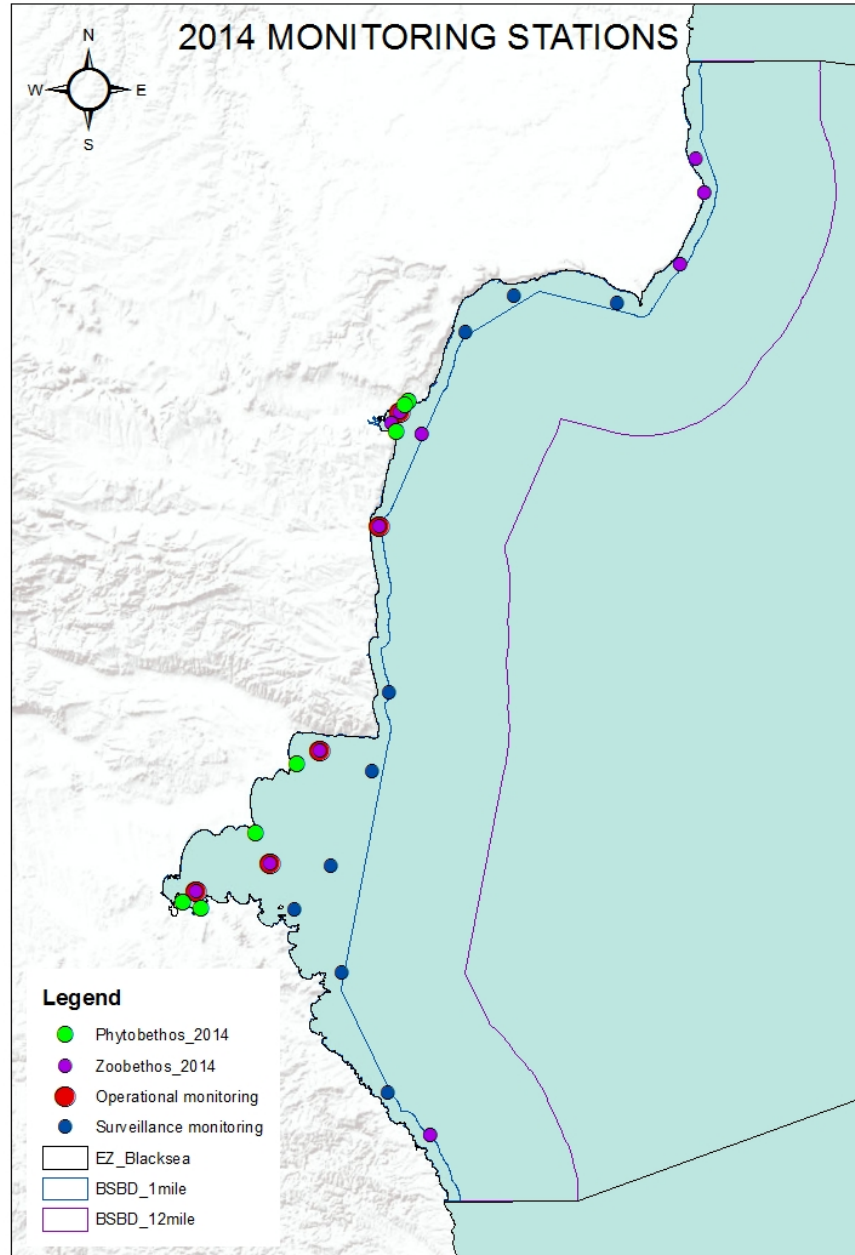 2014 MONITORING STATIONS
N
W E
S
Legend
Phytobethos_2014
Zoobethos_2014
Operational monitoring
Surveillance monitoring
EZ_Blacksea
BSBD_1mile
BSBD_12mile